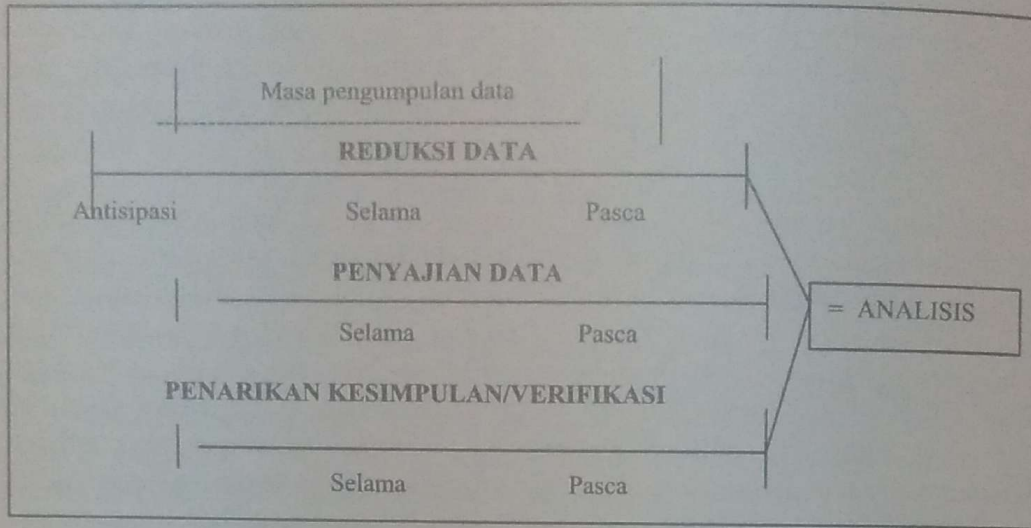 Masa pengumpulan data
REDUKSI DATA
Antisipasi Selama Pasca
PENYAJIAN DATA
= ANALISIS
Selama Pasca
PENARIKAN KESIMPULAN/VERIFIKASI
Selama Pasca